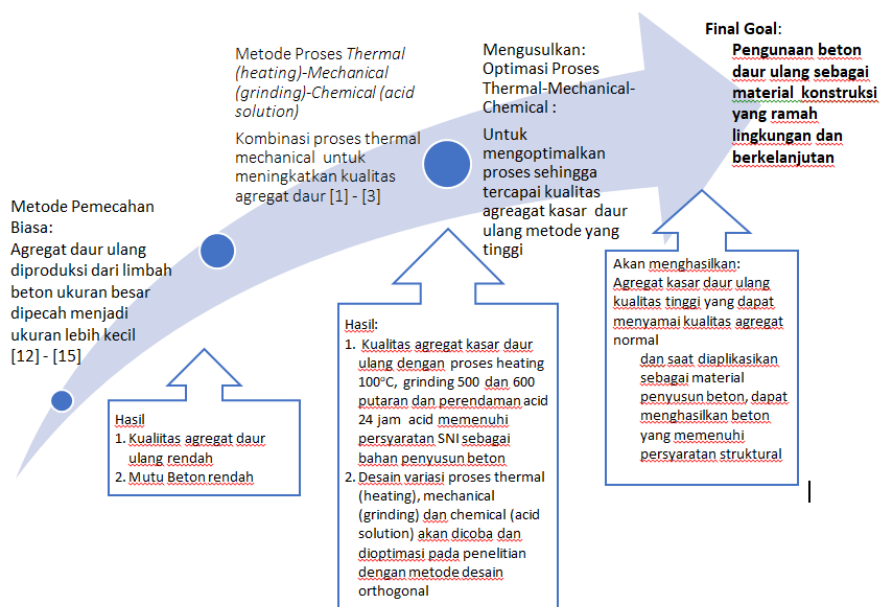 Metode Pemecahan
Biasa:
Agregat daur ulang
diproduksi dari limbah
beton ukuran besar
dipecah menjadi
ukuran lebih kecil
[12] - [15]
Metode Proses Thermal
(heating)-Mechanical
(grinding)-Chemical (acid
solution)
Kombinasi proses thermal
mechanical untuk
meningkatkan kualitas
agregat daur [1] - [3]
Mengusulkan:
Optimasi Proses
Thermal-Mechanical-
Chemical :
Untuk
mengoptimalkan
proses sehingga
tercapai kualitas
agreagat kasar daur
ulang metode yang
tinggi
Final Goal:
Pengunaan beton
daur ulang sebagai
material konstruksi
yang ramah
lingkungan dan
berkelanjutan
Hasil
1. Kualiitas agregat daur
ulang rendah
2. Mutu Beton rendah
Hasil:
1. Kualitas agregat kasar daur
ulang dengan proses heating
100°C, grinding 500 dan 600
putaran dan perendaman acid
24 jam acid memenuhi
persyaratan SNI sebagai
bahan penyusun beton
2. Desain variasi proses thermal
(heating), mechanical
(grinding) dan chemical (acid
solution) akan dicoba dan
dioptimasi pada penelitian
dengan metode desain
orthogonal
Akan menghasilkan:
Agregat kasar daur ulang
kualitas tinggi yang dapat
menyamai kualitas agregat
normal
dan saat diaplikasikan
sebagai material
penyusun beton, dapat
menghasilkan beton
yang memenuhi
persyaratan struktural